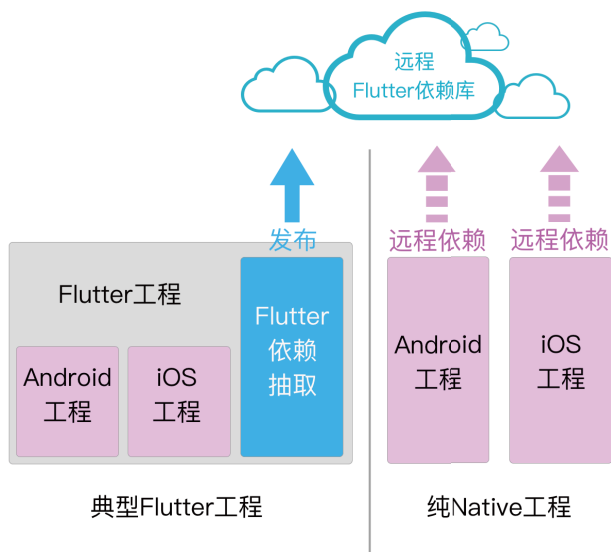 远程
Flutter依赖库
发布
远程依赖
远程依赖
Flutter工程
Android
工程
iOS
工程
Flutter
依赖
抽取
Android
工程
iOS
工程
典型Flutter工程
纯Native工程